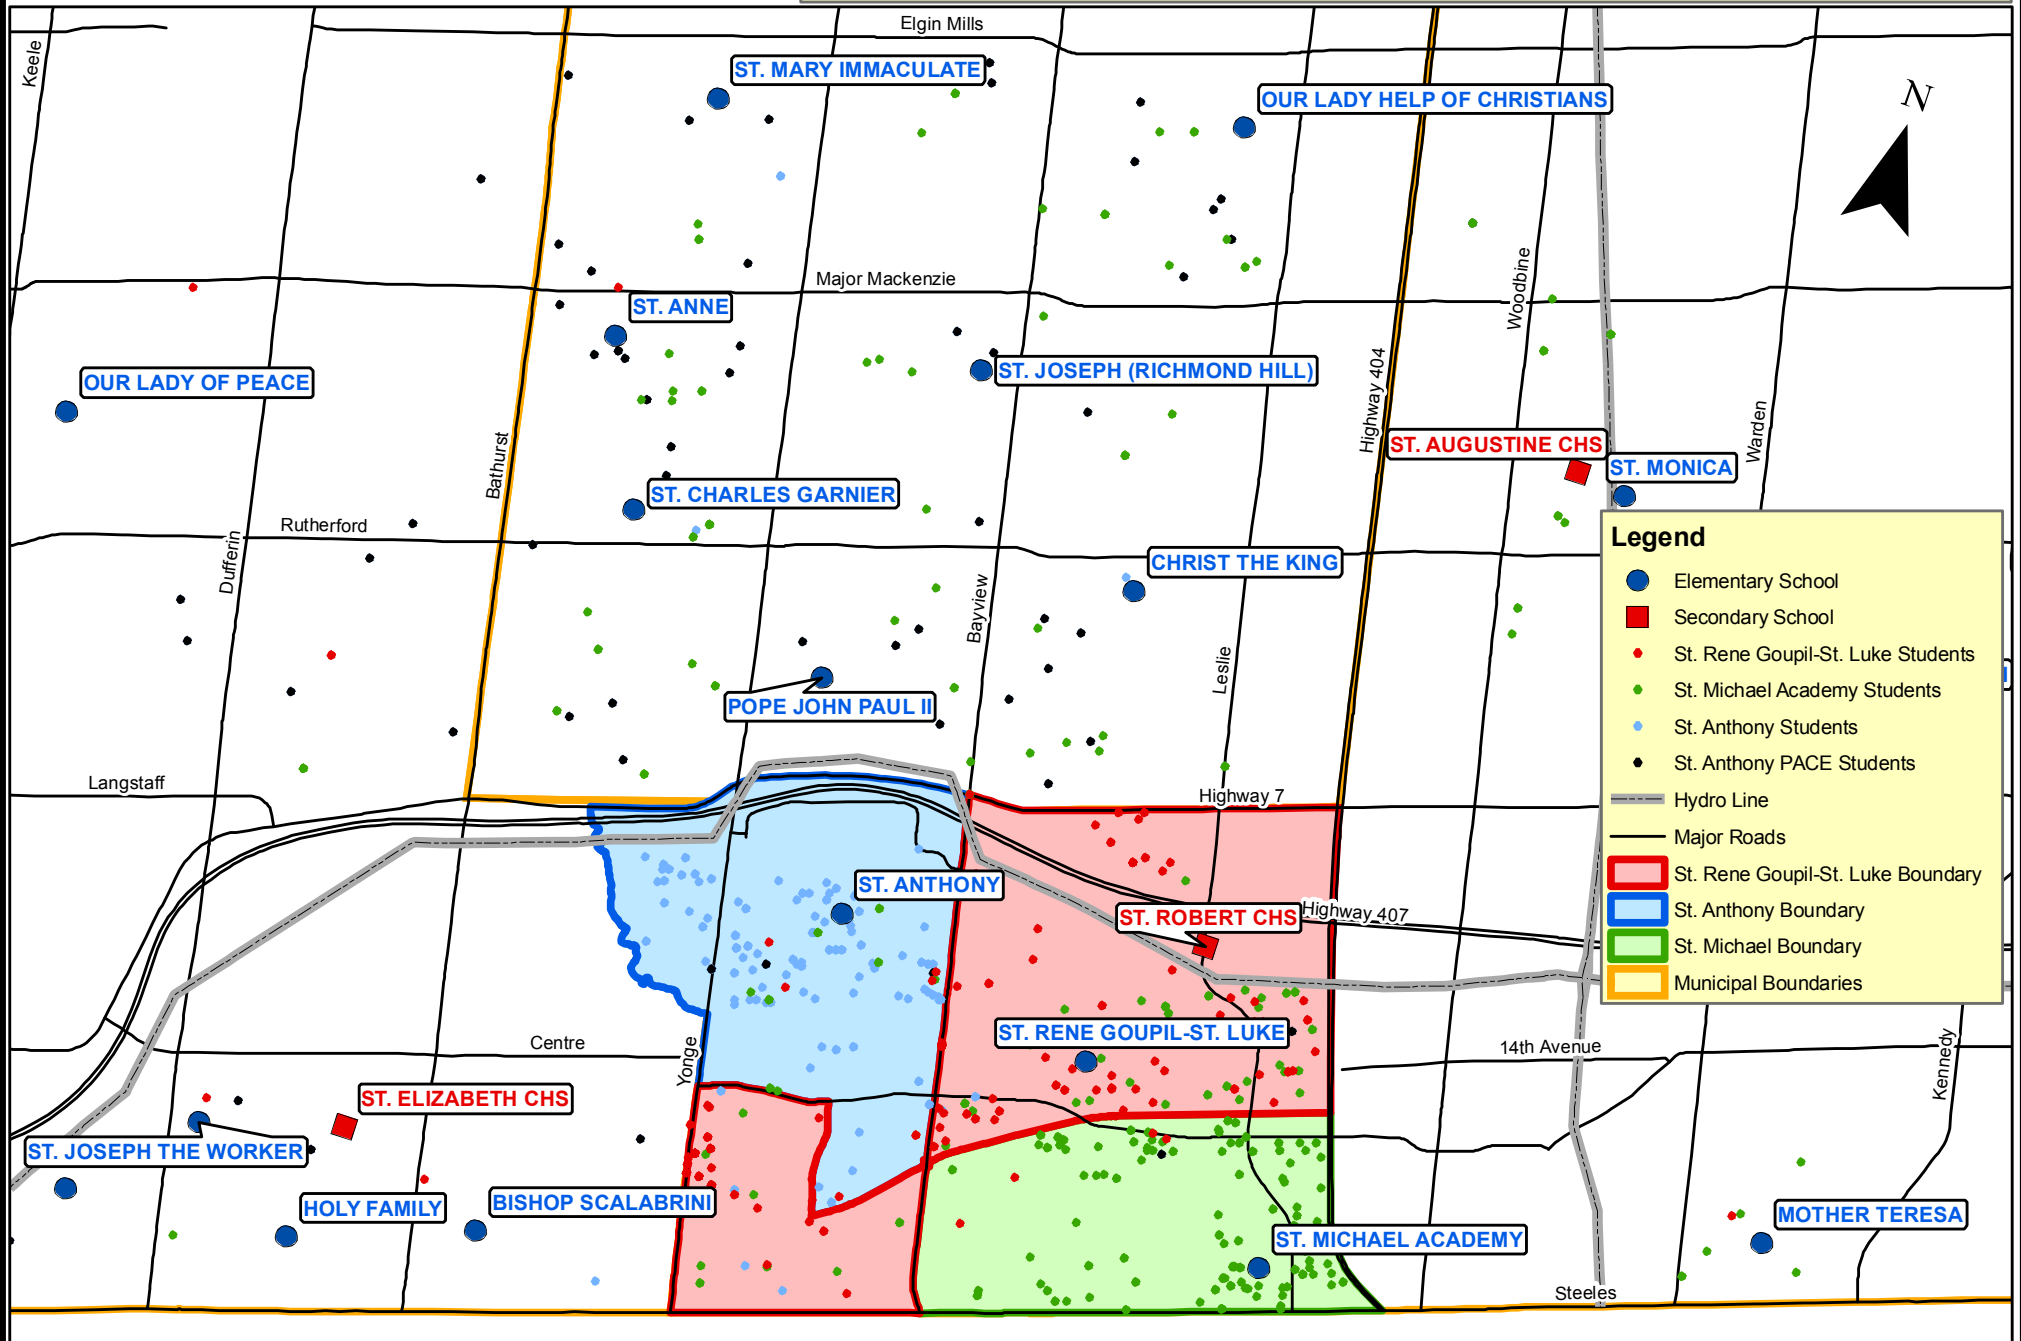 Elgin Mills
Keele
ST. MARY IMMACULATE
OUR LADY HELP OF CHRISTIANS
N
Major Mackenzie
Woodbine
ST. ANNE
OUR LADY OF PEACE
ST. JOSEPH (RICHMOND HILL)
Highway 404
Bathurst
ST. AUGUSTINE CHS
ST. MONICA
Warden
ST. CHARLES GARNIER
Rutherford
Dufferin
CHRIST THE KING
Bayview
Leslie
POPE JOHN PAUL II
Langstaff
Highway 7
Legend
Elementary School
Secondary School
St. Rene Goupil-St. Luke Students
St. Michael Academy Students
St. Anthony Students
St. Anthony PACE Students
Hydro Line
Major Roads
St. Rene Goupil-St. Luke Boundary
St. Anthony Boundary
St. Michael Boundary
Municipal Boundaries
ST. ANTHONY
ST. ROBERT CHS
Highway 407
ST. RENE GOUPIL-ST. LUKE
Centre
Yonge
14th Avenue
Kennedy
ST. ELIZABETH CHS
ST. JOSEPH THE WORKER
HOLY FAMILY
BISHOP SCALABRINI
ST. MICHAEL ACADEMY
MOTHER TERESA
Steeles